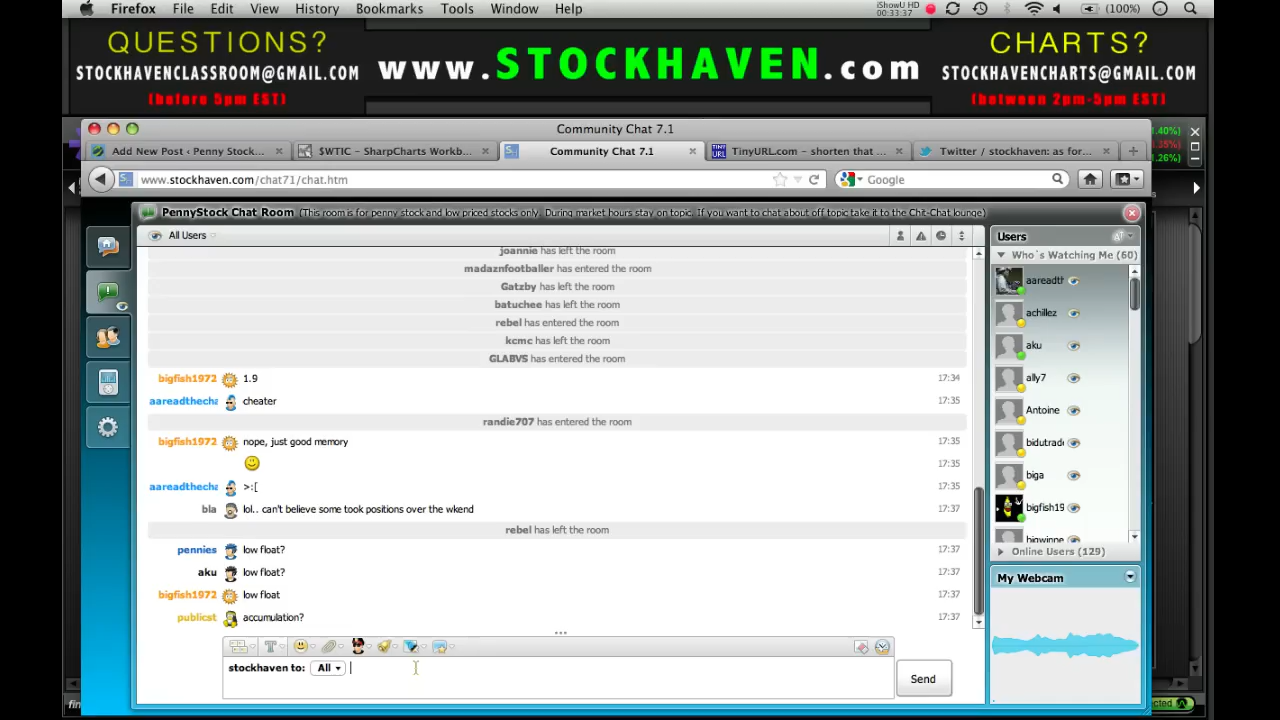 Firefox File Edit View History Bookmarks Tools Window Help iShowU HD 00:33:37 (100%)
QUESTIONS?
STOCKHAVENCLASSROOM@GMAIL.COM
(before 5pm EST)
www.STOCKHAVEN.com
CHARTS?
STOCKHAVENCHARTS@GMAIL.COM
(between 2pm-5pm EST)
Community Chat 7.1
Add New Post ‹ Penny Stock... $WTIC – SharpCharts Workb... Community Chat 7.1 TinyURL.com – shorten that ... Twitter / stockhaven: as for...
www.stockhaven.com/chat71/chat.htm Google
PennyStock Chat Room (This room for penny stock and low priced stocks only. During market hours stay on topic. If you want to chat about off topic take it to the Chit-Chat lounge)
All Users
joannie has left the room
madaznfootballer has entered the room
Gatzby has left the room
batuchee has left the room
rebel has entered the room
kcmc has left the room
GLABVS has entered the room
bigfish1972 1.9 17:34
aareadthecha cheater 17:35
randie707 has entered the room
bigfish1972 nope, just good memory 17:35
17:35
aareadthecha >:[ 17:35
bla lol.. can't believe some took positions over the wkend 17:37
rebel has left the room
pennies low float? 17:37
aku low float? 17:37
bigfish1972 low float 17:37
publicst accumulation? 17:37
stockhaven to: All
Send
Users
Who`s Watching Me (60)
aareadth
achillez
aku
ally7
Antoine
bidutrade
biga
bigfish19
bigwinne
Online Users (129)
My Webcam